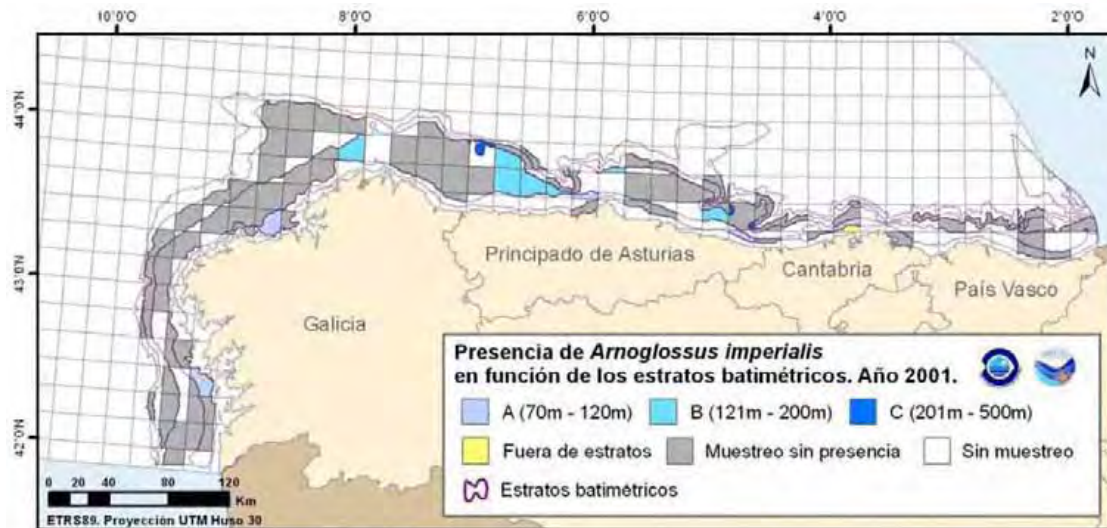 10°0'O 8°0'O 6°0'O 4°0'O 2°0'O
N
44°0'N
43°0'N
42°0'N
Principado de Asturias
Cantabria
País Vasco
Galicia
Presencia de Arnoglossus imperialis
en función de los estratos batimétricos. Año 2001.
A (70m - 120m) B (121m - 200m) C (201m - 500m)
Fuera de estratos Muestreo sin presencia Sin muestreo
Estratos batimétricos
0 20 40 80 120
Km
ETRS89. Proyección UTM Huso 30